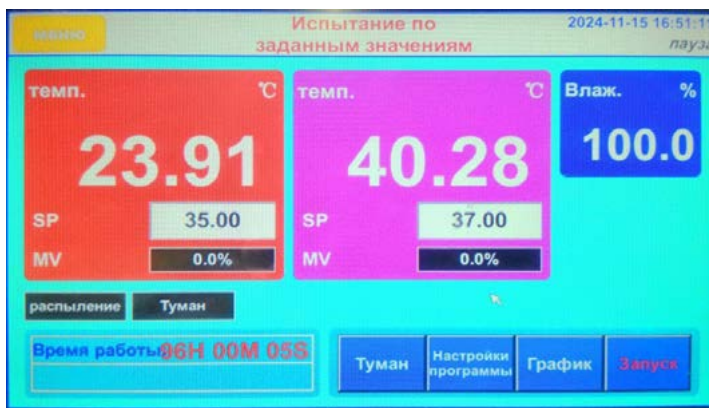 меню
Испытание по
заданным значениям
2024-11-15 16:51:1
пауза
темп. ℃
23.91
SP 35.00
MV 0.0%
темп. ℃
40.28
SP 37.00
MV 0.0%
Влаж. %
100.0
распыление
Туман
Время работы: 96H 00M 05S
Туман
Настройки
программы
График
Запуск